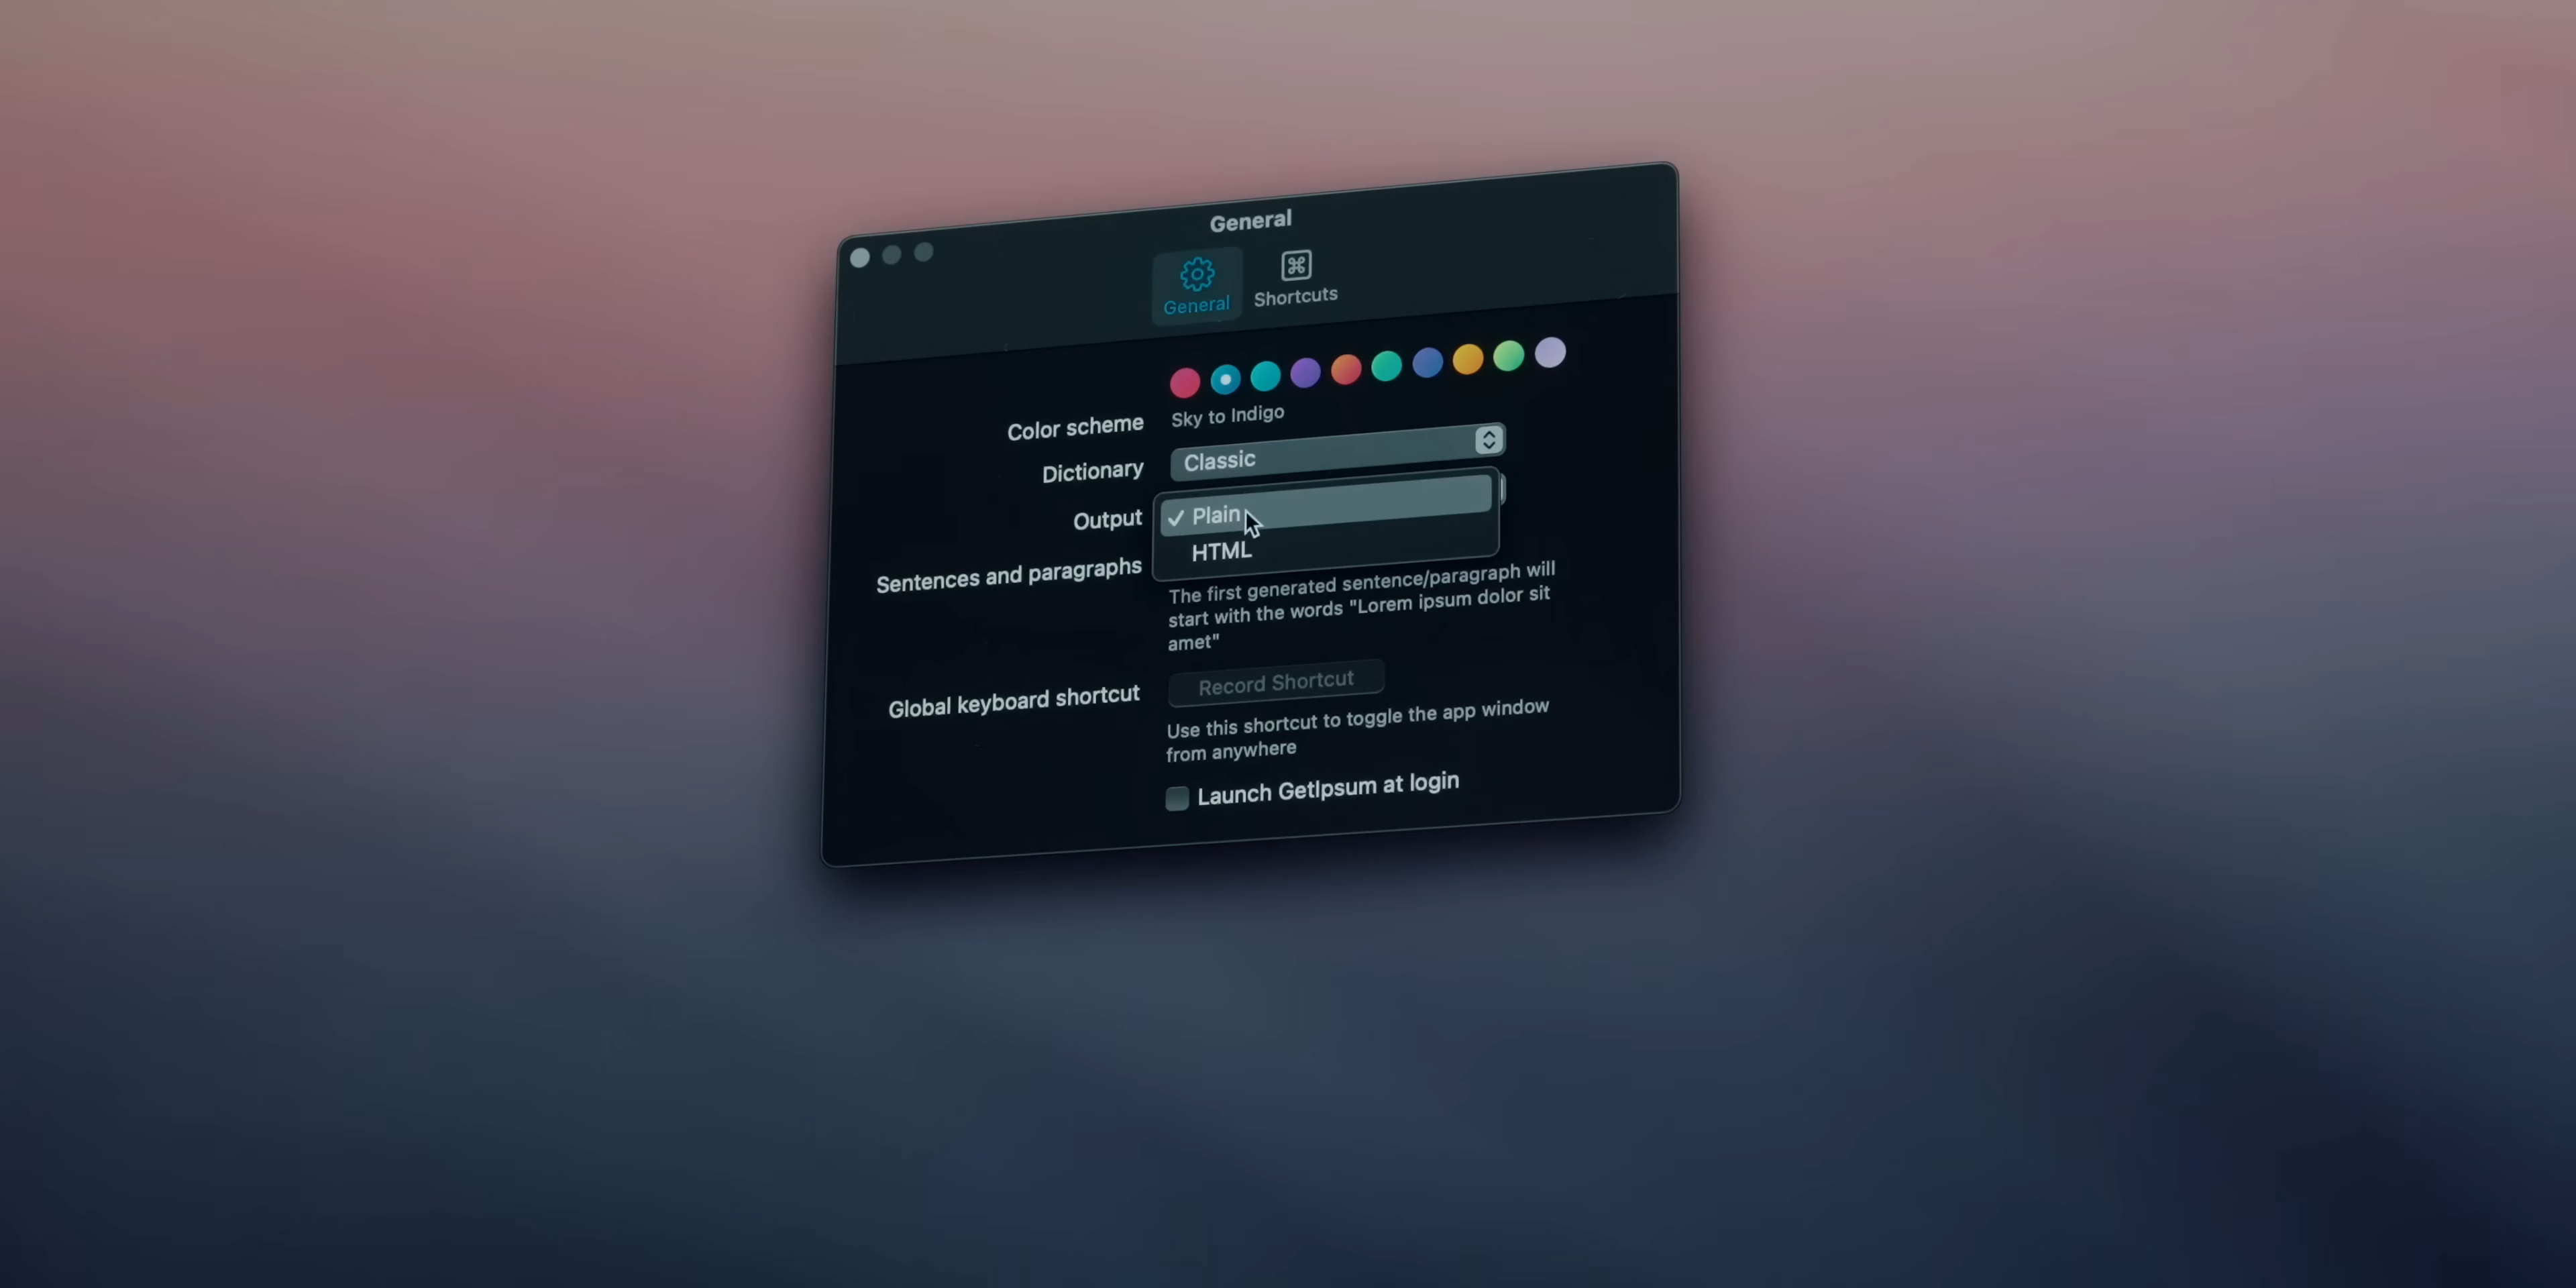 General
General
Shortcuts
Color scheme
Sky to Indigo
Dictionary
Classic
Output
✓ Plain
HTML
Sentences and paragraphs
The first generated sentence/paragraph will
start with the words "Lorem ipsum dolor sit
amet"
Global keyboard shortcut
Record Shortcut
Use this shortcut to toggle the app window
from anywhere
Launch GetIpsum at login